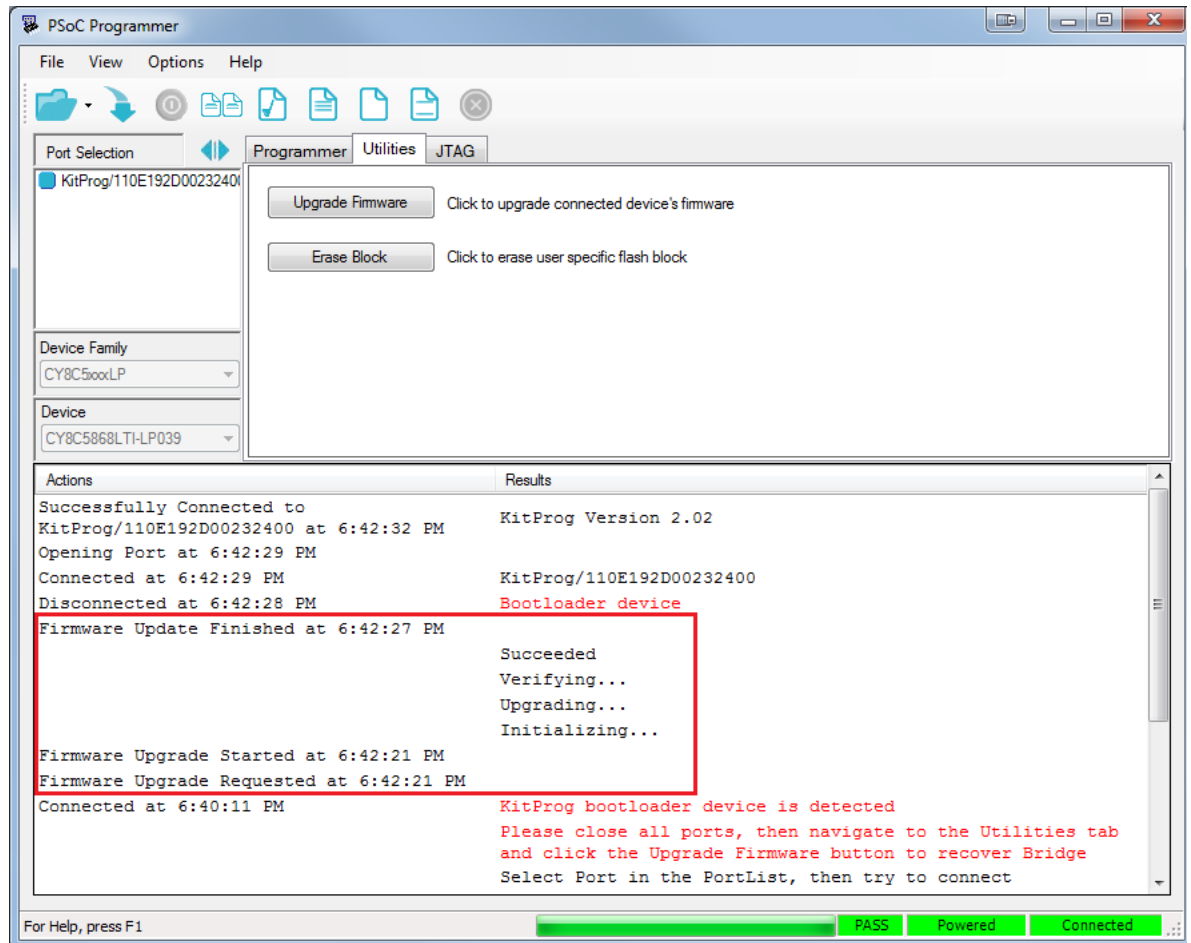 PSoC Programmer
File View Options Help
Port Selection
Programmer Utilities JTAG
KitProg/110E192D00232400
Upgrade Firmware Click to upgrade connected device's firmware
Erase Block Click to erase user specific flash block
Device Family
CY8C5xxxLP
Device
CY8C5868LTI-LP039
Actions Results
Successfully Connected to
KitProg/110E192D00232400 at 6:42:32 PM KitProg Version 2.02
Opening Port at 6:42:29 PM
Connected at 6:42:29 PM KitProg/110E192D00232400
Disconnected at 6:42:28 PM Bootloader device
Firmware Update Finished at 6:42:27 PM
Succeeded
Verifying...
Upgrading...
Initializing...
Firmware Upgrade Started at 6:42:21 PM
Firmware Upgrade Requested at 6:42:21 PM
Connected at 6:40:11 PM KitProg bootloader device is detected
Please close all ports, then navigate to the Utilities tab
and click the Upgrade Firmware button to recover Bridge
Select Port in the PortList, then try to connect
For Help, press F1 PASS Powered Connected